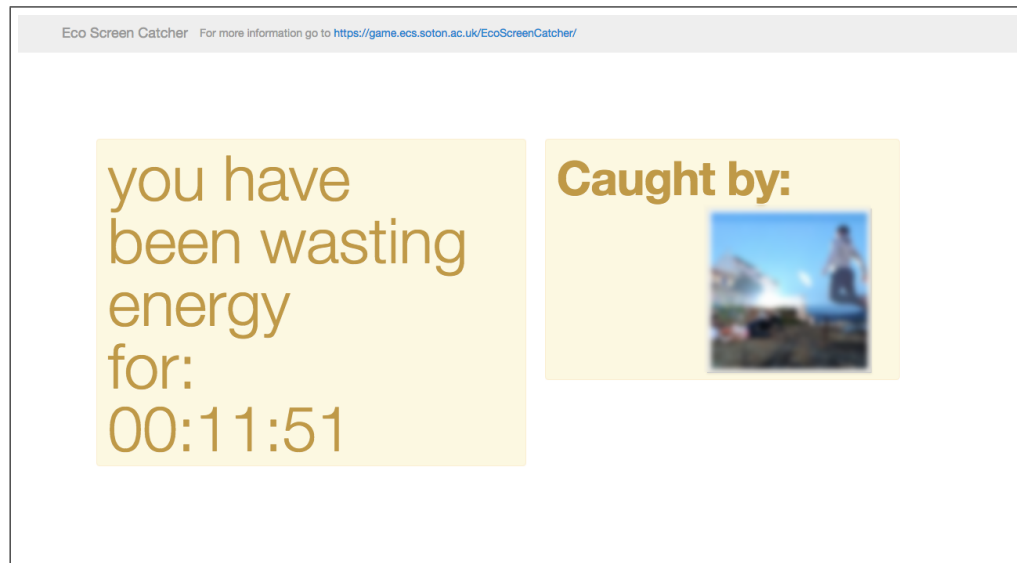 Eco Screen Catcher For more information go to https://game.ecs.soton.ac.uk/EcoScreenCatcher/
you have
been wasting
energy
for:
00:11:51
Caught by: